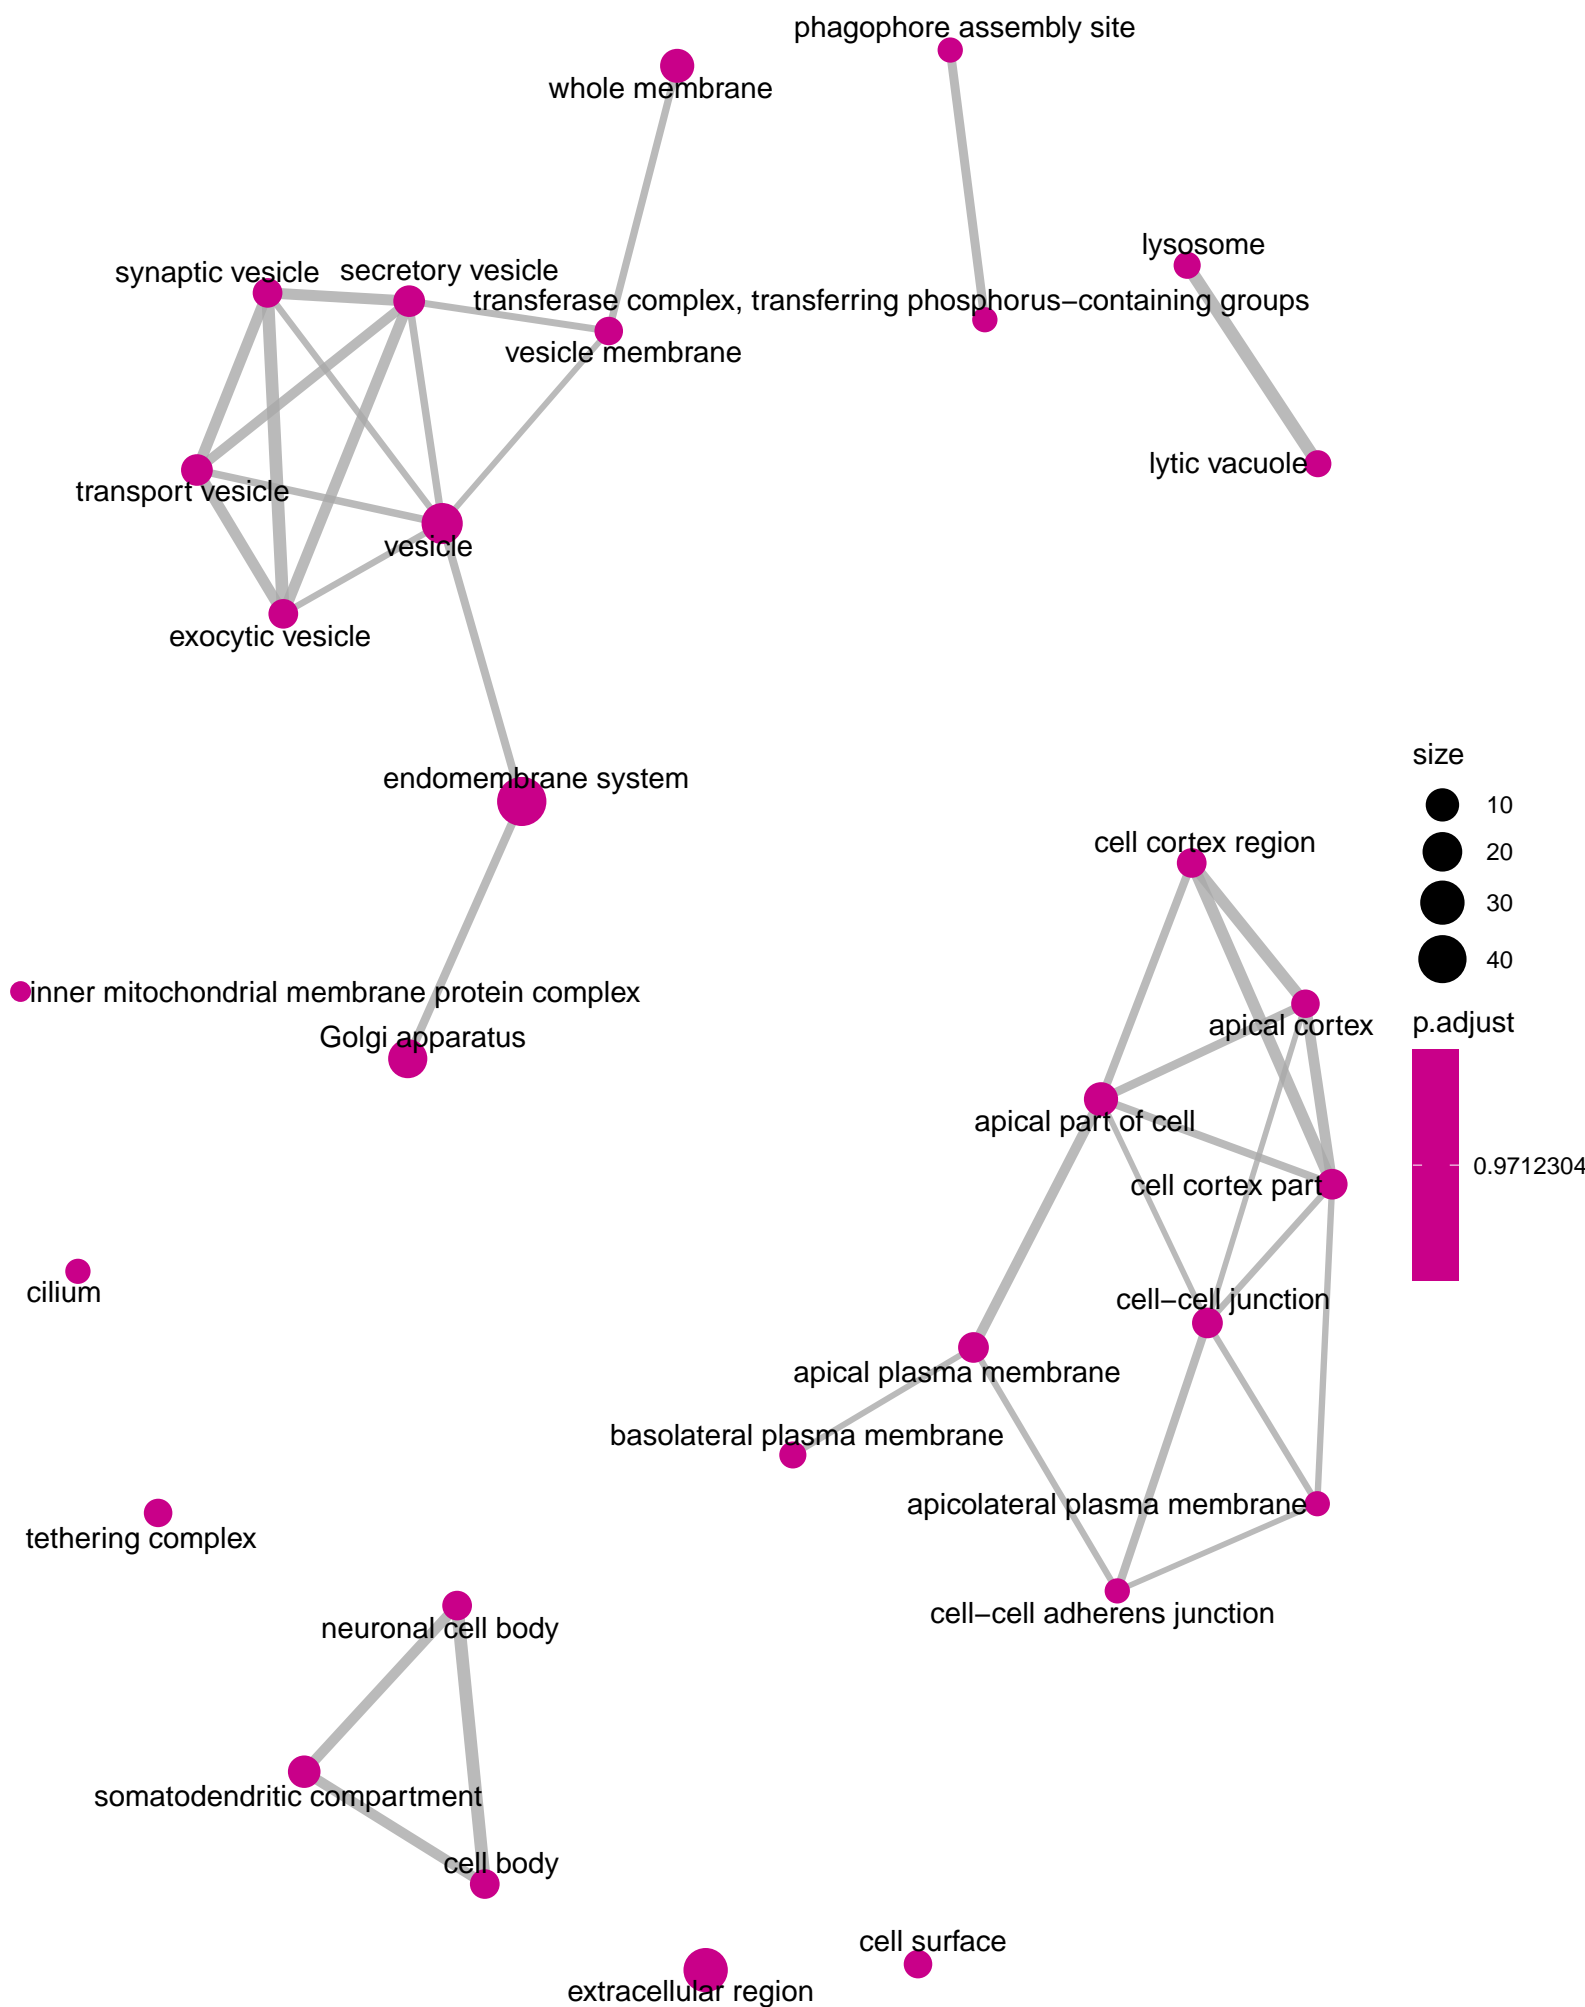 phagophore assembly site
whole membrane
lysosome
synaptic vesicle
secretory vesicle
transferase complex, transferring phosphorus−containing groups
vesicle membrane
lytic vacuole
transport vesicle
vesicle
exocytic vesicle
size
endomembrane system
10
cell cortex region
20
30
40
inner mitochondrial membrane protein complex
p.adjust
apical cortex
Golgi apparatus
apical part of cell
0.9712304
cell cortex part
cilium
cell−cell junction
apical plasma membrane
basolateral plasma membrane
apicolateral plasma membrane
tethering complex
cell−cell adherens junction
neuronal cell body
somatodendritic compartment
cell body
cell surface
extracellular region